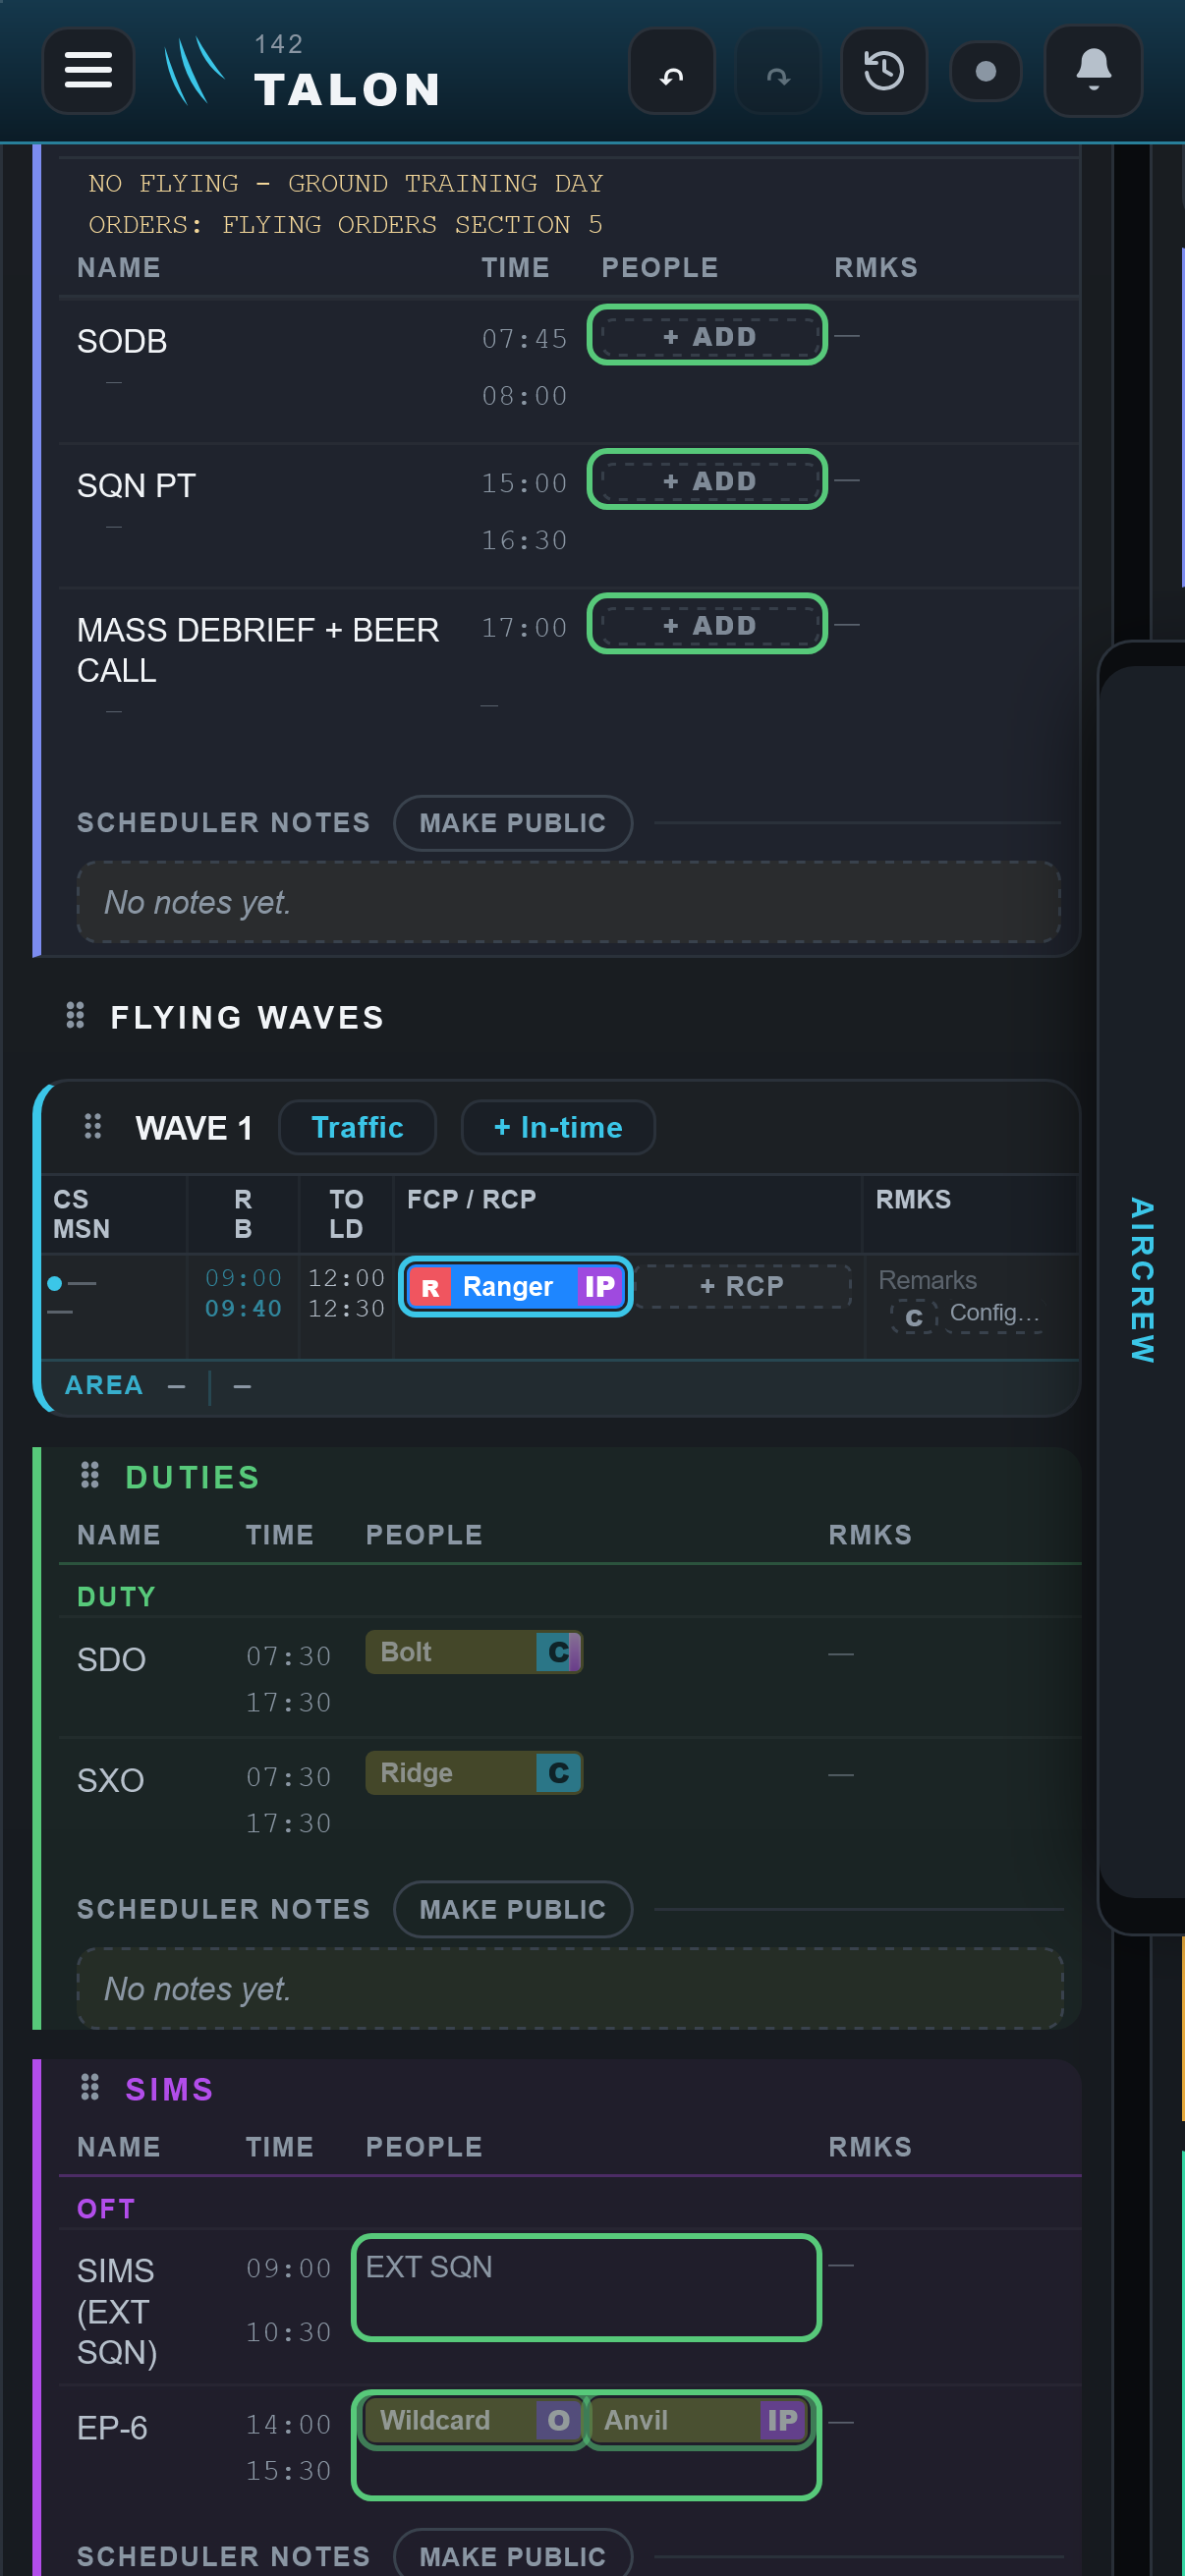 142
TALON
NO FLYING - GROUND TRAINING DAY
ORDERS: FLYING ORDERS SECTION 5
NAME TIME PEOPLE RMKS
SODB 07:45 + ADD —
— 08:00
SQN PT 15:00 + ADD —
— 16:30
MASS DEBRIEF + BEER 17:00 + ADD —
CALL
— —
SCHEDULER NOTES MAKE PUBLIC
No notes yet.
FLYING WAVES
WAVE 1 Traffic + In-time
CS R TO FCP / RCP RMKS
MSN B LD
— 09:00 12:00 R Ranger IP + RCP Remarks
— 09:40 12:30 C Config...
AREA — —
AIRCREW
DUTIES
NAME TIME PEOPLE RMKS
DUTY
SDO 07:30 Bolt C —
17:30
SXO 07:30 Ridge C —
17:30
SCHEDULER NOTES MAKE PUBLIC
No notes yet.
SIMS
NAME TIME PEOPLE RMKS
OFT
SIMS 09:00 EXT SQN —
(EXT 10:30
SQN)
EP-6 14:00 Wildcard O Anvil IP —
15:30
SCHEDULER NOTES MAKE PUBLIC